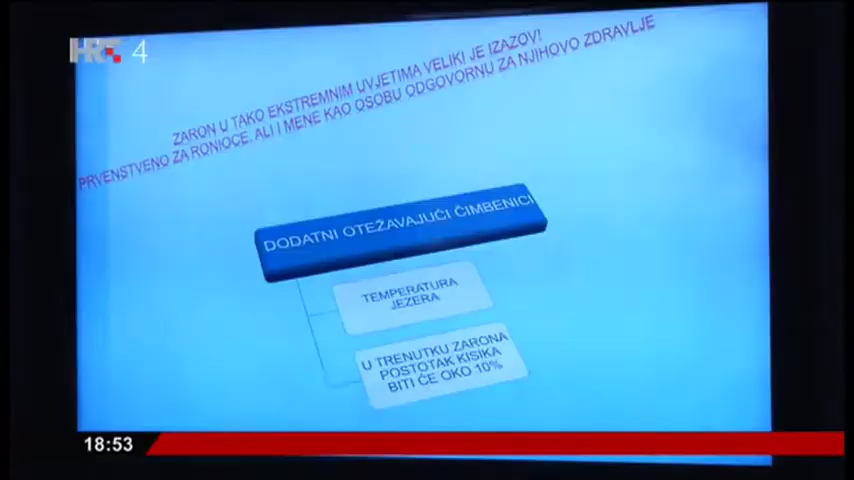 HRT 4
ZARON U TAKO EKSTREMNIM UVJETIMA VELIKI JE IZAZOV!
PRVENSTVENO ZA RONIOCE. ALI I MENE KAO OSOBU ODGOVORNU ZA NJIHOVO ZDRAVLJE
DODATNI OTEŽAVAJUĆI ČIMBENICI
TEMPERATURA
JEZERA
U TRENUTKU ZARONA
POSTOTAK KISIKA
BITI ĆE OKO 10%
18:53